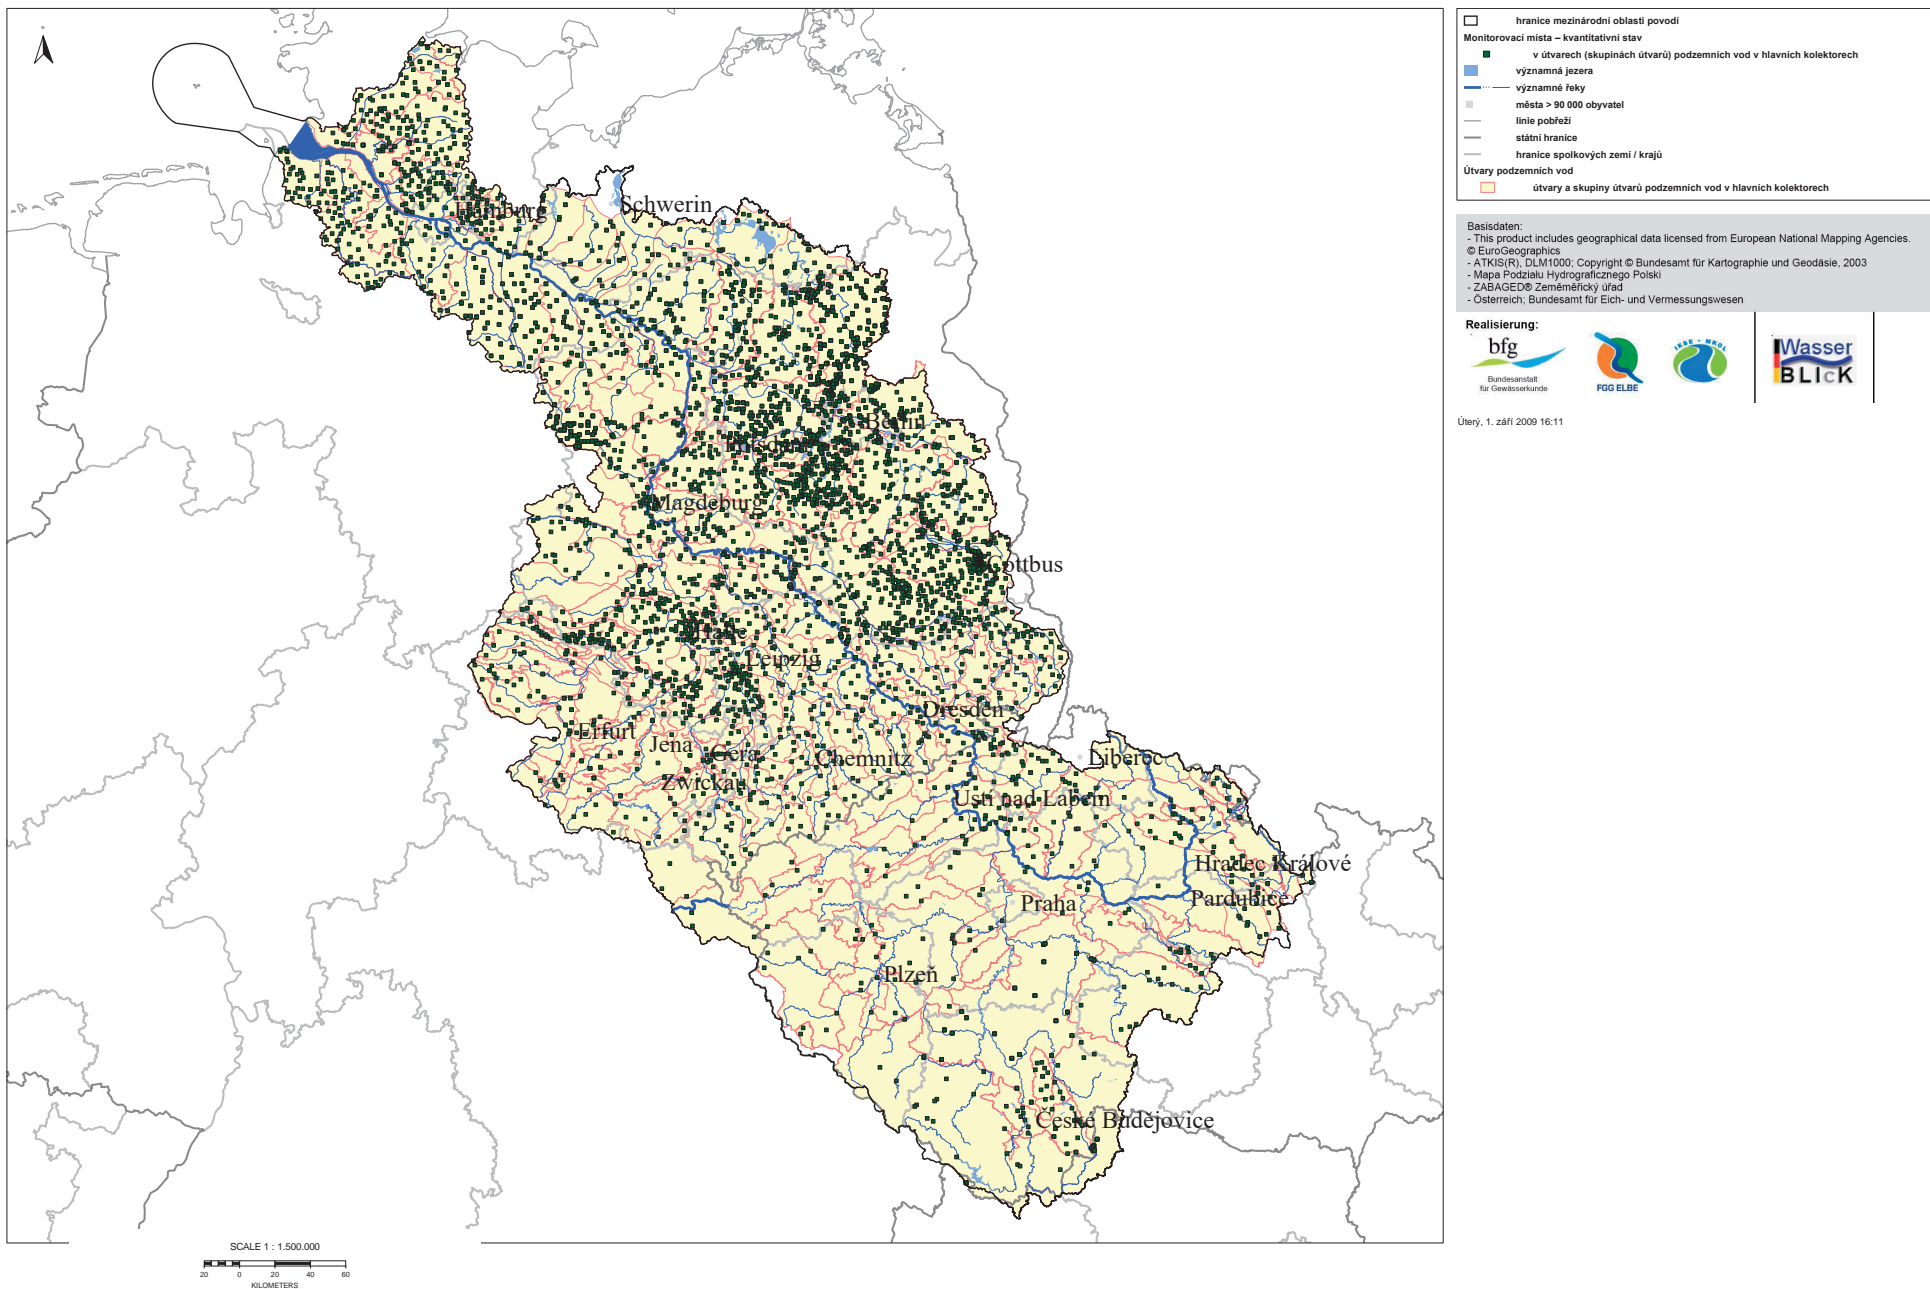 hranice mezinárodní oblasti povodí
Monitorovací místa – kvantitativní stav
v útvarech (skupinách útvarů) podzemních vod v hlavních kolektorech
významná jezera
významné řeky
města > 90 000 obyvatel
linie pobřeží
státní hranice
hranice spolkových zemí / krajů
Útvary podzemních vod
útvary a skupiny útvarů podzemních vod v hlavních kolektorech
Basisdaten:
- This product includes geographical data licensed from European National Mapping Agencies.
© EuroGeographics
- ATKIS(R), DLM1000; Copyright © Bundesamt für Kartographie und Geodäsie, 2003
- Mapa Podziału Hydrograficznego Polski
- ZABAGED® Zeměměřický úřad
- Österreich; Bundesamt für Eich- und Vermessungswesen
Realisierung:
bfg
Bundesanstalt
für Gewässerkunde
FGG ELBE
IKSE - MKOL
Wasser
BLIcK
Úterý, 1. září 2009 16:11
Hamburg
Schwerin
Berlin
Potsdam
Magdeburg
Cottbus
Halle
Leipzig
Dresden
Erfurt
Jena
Gera
Chemnitz
Zwickau
Liberec
Ústí nad Labem
Hradec Králové
Pardubice
Praha
Plzeň
České Budějovice
SCALE 1 : 1.500.000
20 0 20 40 60
KILOMETERS